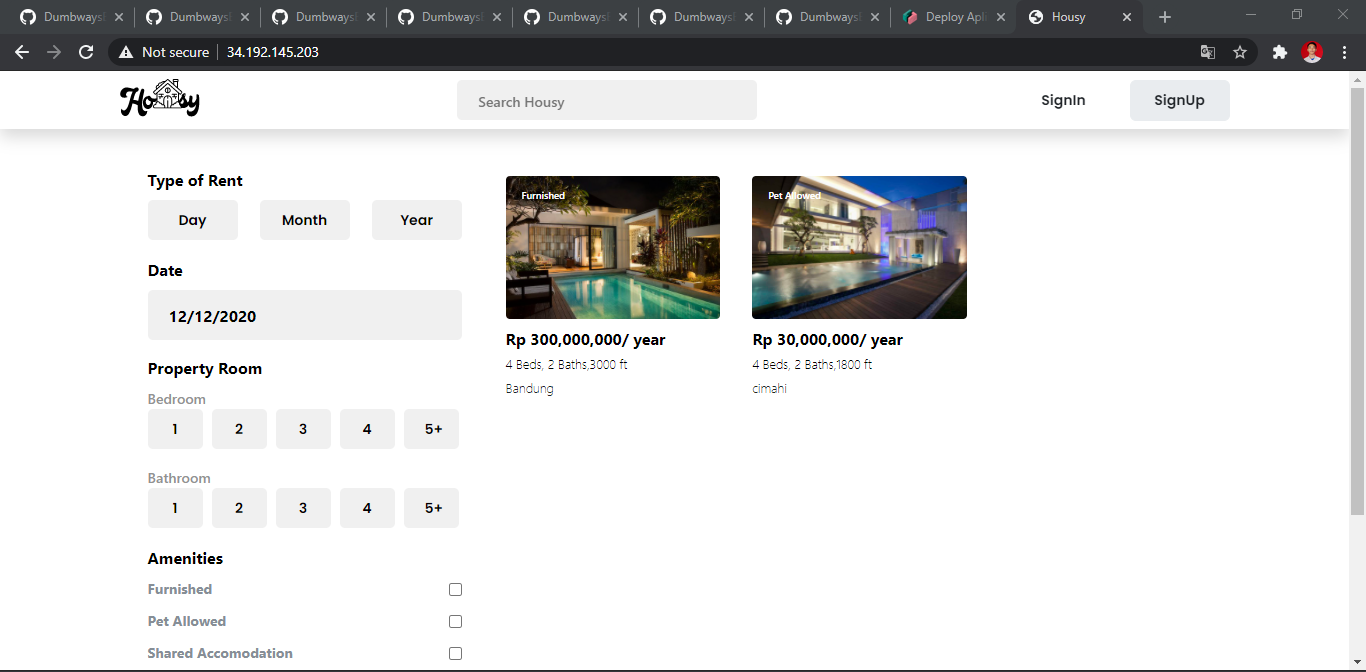 Dumbways
Dumbways
Dumbways
Dumbways
Dumbways
Dumbways
Dumbways
Deploy Apli
Housy
Not secure
34.192.145.203
Housy
Search Housy
SignIn
SignUp
Type of Rent
Day
Month
Year
Date
12/12/2020
Property Room
Bedroom
1
2
3
4
5+
Bathroom
1
2
3
4
5+
Amenities
Furnished
Pet Allowed
Shared Accomodation
Furnished
Rp 300,000,000/ year
4 Beds, 2 Baths,3000 ft
Bandung
Pet Allowed
Rp 30,000,000/ year
4 Beds, 2 Baths,1800 ft
cimahi